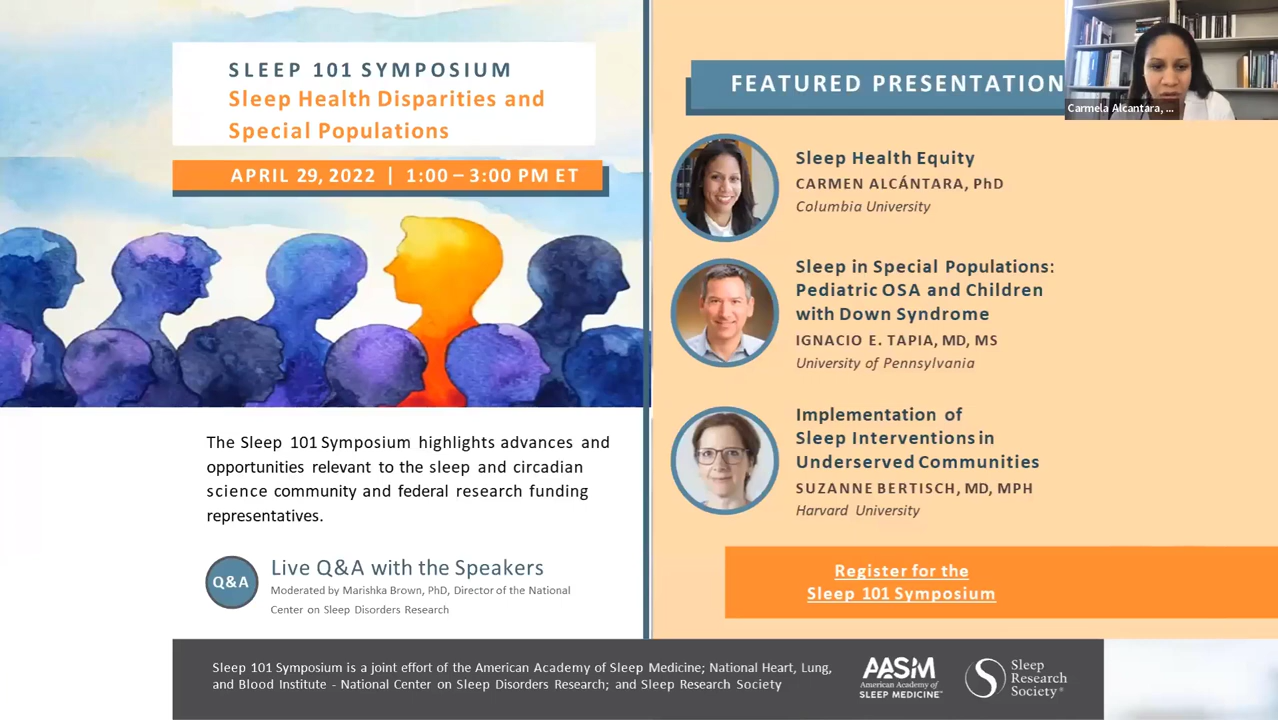 SLEEP 101 SYMPOSIUM
Sleep Health Disparities and
Special Populations
APRIL 29, 2022 | 1:00 – 3:00 PM ET
The Sleep 101 Symposium highlights advances and
opportunities relevant to the sleep and circadian
science community and federal research funding
representatives.
Q&A
Live Q&A with the Speakers
Moderated by Marishka Brown, PhD, Director of the National
Center on Sleep Disorders Research
FEATURED PRESENTATION
Carmela Alcantara, ...
Sleep Health Equity
CARMEN ALCÁNTARA, PhD
Columbia University
Sleep in Special Populations:
Pediatric OSA and Children
with Down Syndrome
IGNACIO E. TAPIA, MD, MS
University of Pennsylvania
Implementation of
Sleep Interventions in
Underserved Communities
SUZANNE BERTISCH, MD, MPH
Harvard University
Register for the
Sleep 101 Symposium
Sleep 101 Symposium is a joint effort of the American Academy of Sleep Medicine; National Heart, Lung,
and Blood Institute - National Center on Sleep Disorders Research; and Sleep Research Society
AASM
American Academy of
SLEEP MEDICINE™
Sleep
Research
Society®